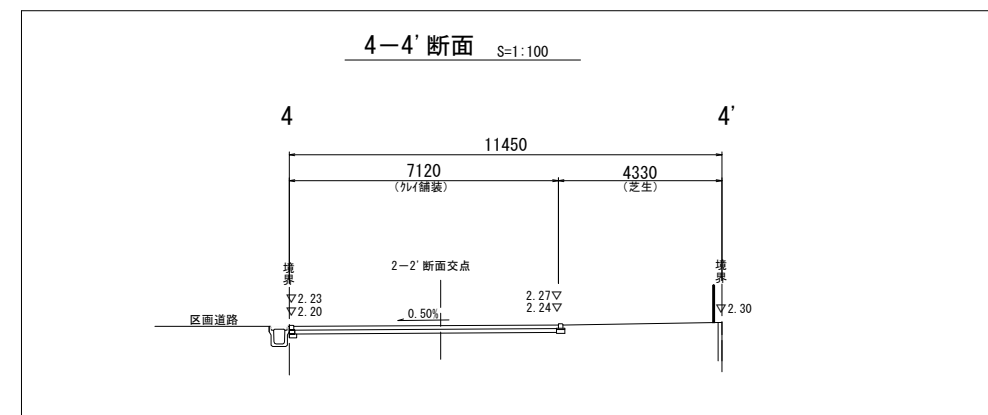 4－4' 断面 S=1:100
4 4'
11450
7120 4330
(ｸﾚｲ舗装) (芝生)
境界 2－2' 断面交点 境界
▽2.23 2.27▽
▽2.20 2.24▽ ▽2.30
区画道路 0.50%